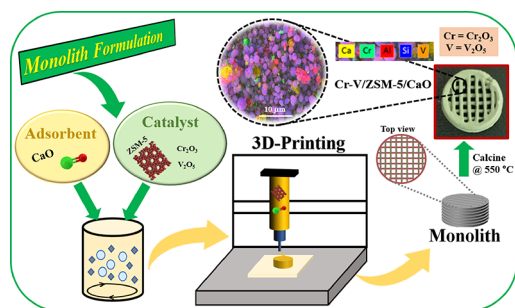 Monolith Formulation
Adsorbent
CaO
Catalyst
ZSM-5
Cr₂O₃
V₂O₅
10 μm
Ca Cr Al Si V
Cr-V/ZSM-5/CaO
Cr = Cr₂O₃
V = V₂O₅
3D-Printing
Top view
Calcine
@ 550 °C
Monolith